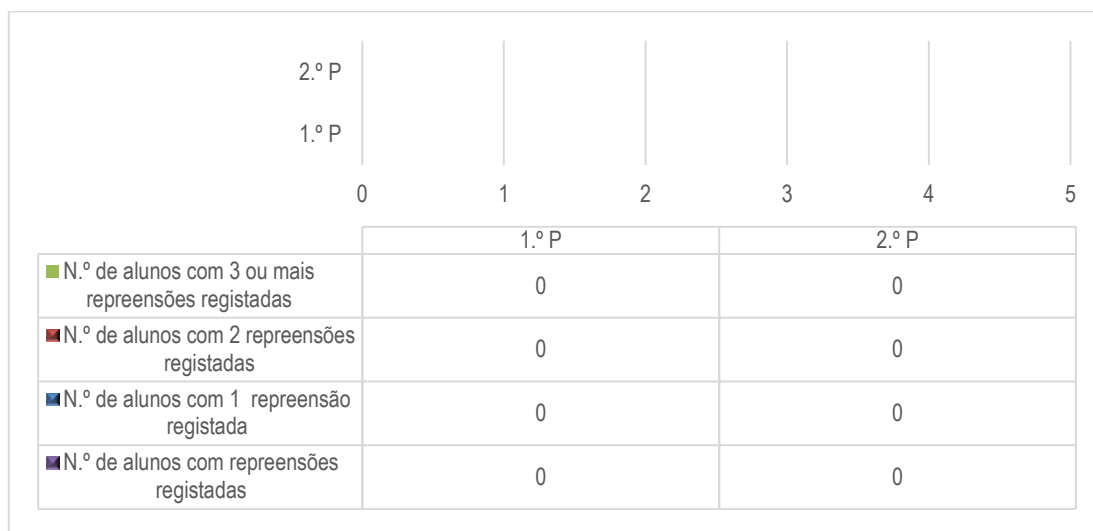 2.º P
1.º P
0 1 2 3 4 5
1.º P 2.º P
N.º de alunos com 3 ou mais
repreensões registadas
0 0
N.º de alunos com 2 repreensões
registadas
0 0
N.º de alunos com 1 repreensão
registada
0 0
N.º de alunos com repreensões
registadas
0 0